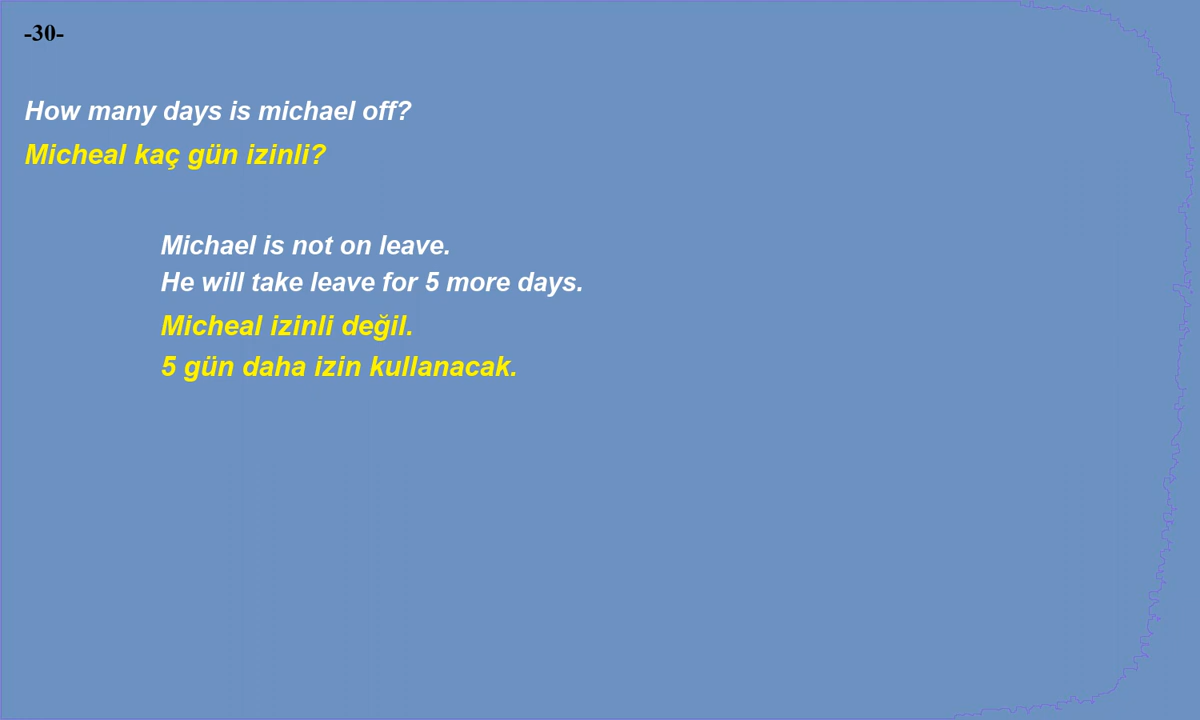 -30-
How many days is michael off?
Micheal kaç gün izinli?
Michael is not on leave.
He will take leave for 5 more days.
Micheal izinli değil.
5 gün daha izin kullanacak.